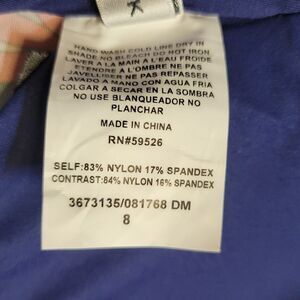 K
HAND WASH COLD LINE DRY IN
SHADE NO BLEACH DO NOT IRON
LAVER A LA MAIN À L'EAU FROIDE
ETENDRE À L'OMBRE NE PAS
JAVELLISER NE PAS REPASSER
LAVADO A MANO CON AGUA FRIA
COLGAR A SECAR EN LA SOMBRA
NO USE BLANQUEADOR NO
PLANCHAR
MADE IN CHINA
RN#59526
SELF:83% NYLON 17% SPANDEX
CONTRAST:84% NYLON 16% SPANDEX
3673135/081768 DM
8